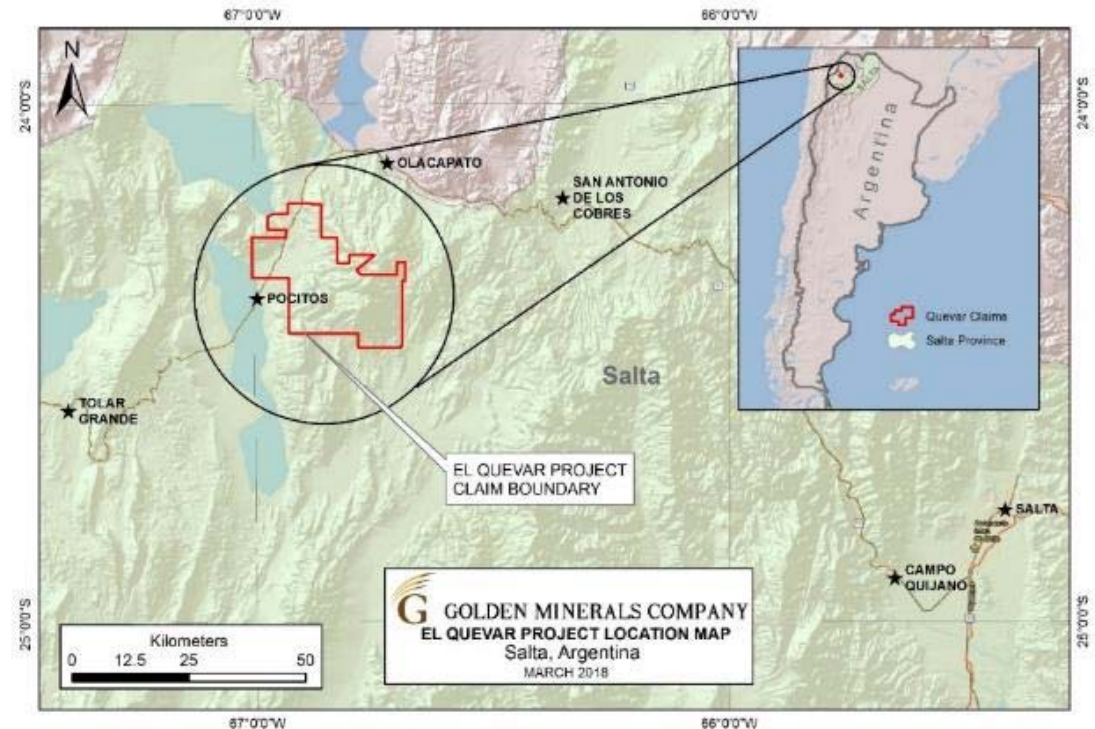 67°0'0"W
66°0'0"W
N
24°0'0"S
24°0'0"S
OLACAPATO
SAN ANTONIO
DE LOS
COBRES
POCITOS
TOLAR
GRANDE
Salta
Argentina
Salta
Quevar Claims
Salta Province
EL QUEVAR PROJECT
CLAIM BOUNDARY
SALTA
CAMPO
QUIJANO
25°0'0"S
25°0'0"S
Kilometers
0 12.5 25 50
G GOLDEN MINERALS COMPANY
EL QUEVAR PROJECT LOCATION MAP
Salta, Argentina
MARCH 2018
67°0'0"W
66°0'0"W